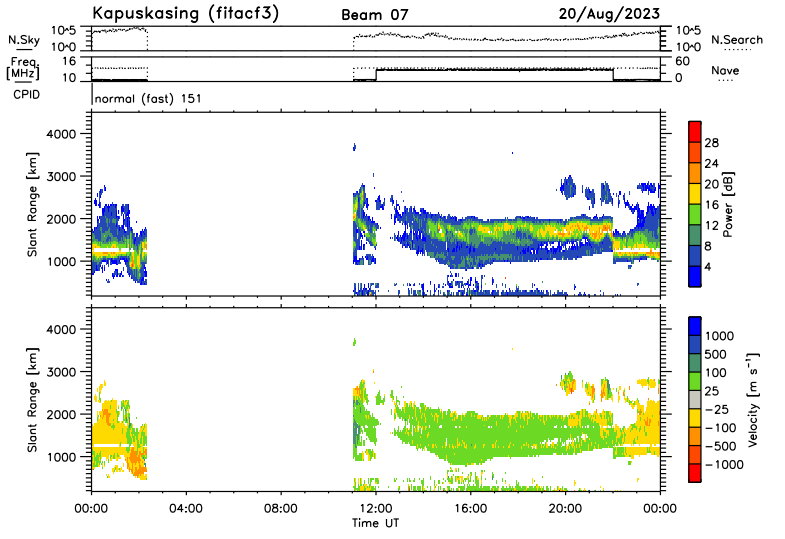 Kapuskasing (fitacf3) Beam 07 20/Aug/2023
N.Sky 10^5 10^0 10^5 10^0 N.Search
Freq. [MHz] 16 10 60 0 Nave
CPID normal (fast) 151
Slant Range [km]
4000
3000
2000
1000
28
24
20
16
12
8
4
Power [dB]
Slant Range [km]
4000
3000
2000
1000
1000
500
100
25
-25
-100
-500
-1000
Velocity [m s⁻¹]
00:00 04:00 08:00 12:00 16:00 20:00 00:00
Time UT